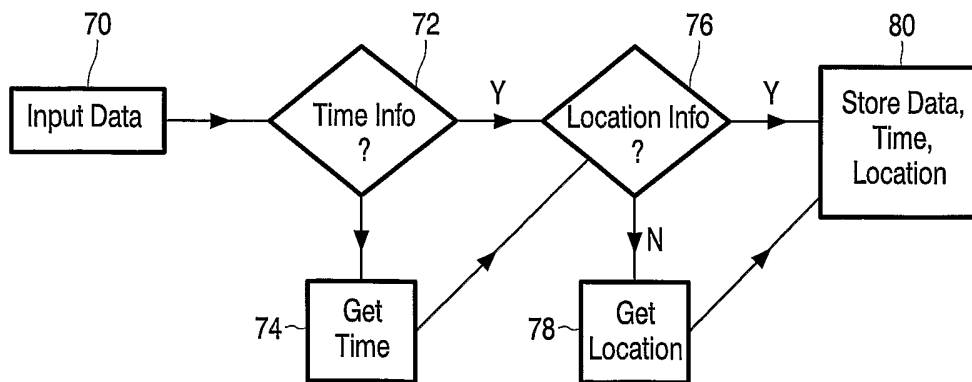 70
72
76
80
Input Data
Time Info
?
Y
Location Info
?
Y
Store Data,
Time,
Location
N
74
Get
Time
78
Get
Location